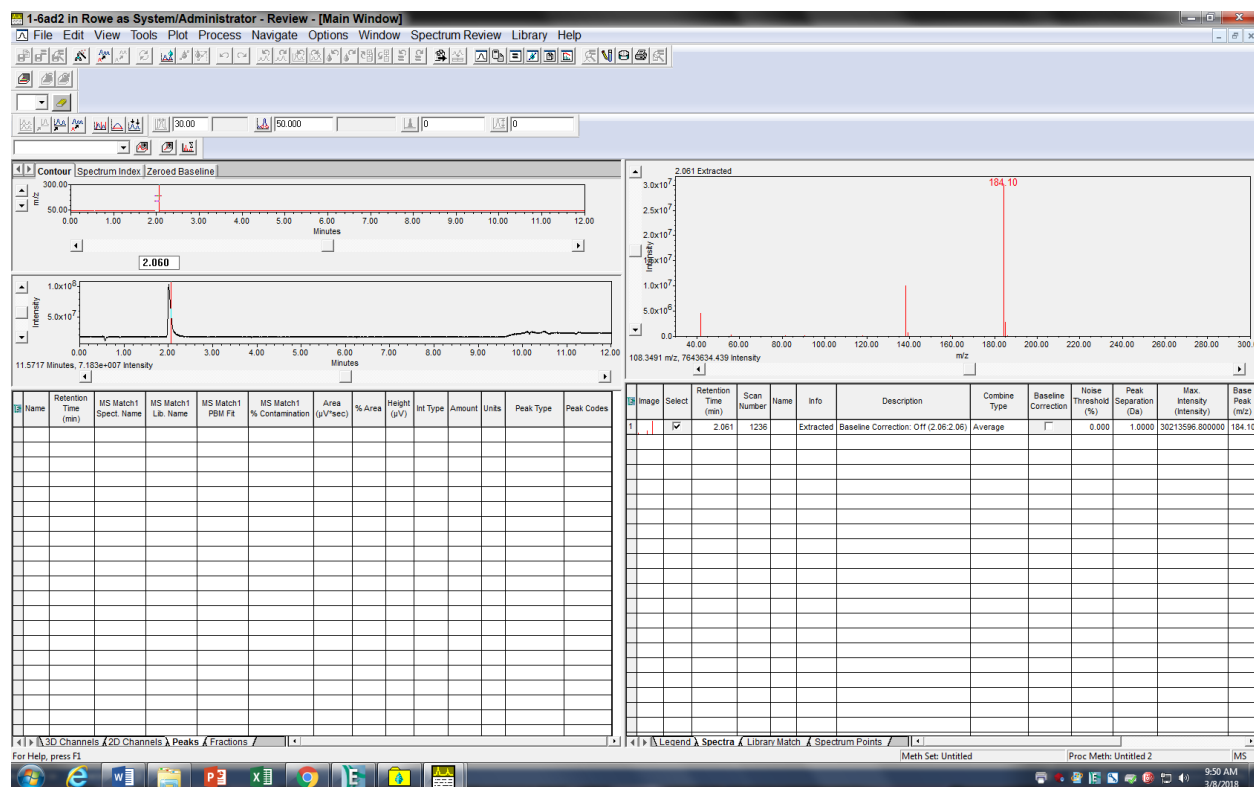 1-6ad2 in Rowe as System/Administrator - Review - [Main Window]
File Edit View Tools Plot Process Navigate Options Window Spectrum Review Library Help
30.00 50.000 0 0
Contour Spectrum Index Zeroed Baseline
300.00
m/z
50.00
0.00 1.00 2.00 3.00 4.00 5.00 6.00 7.00 8.00 9.00 10.00 11.00 12.00
Minutes
2.060
1.0x10^8
Intensity
5.0x10^7
0.00 1.00 2.00 3.00 4.00 5.00 6.00 7.00 8.00 9.00 10.00 11.00 12.00
Minutes
11.5717 Minutes, 7.183e+007 Intensity
2.061 Extracted
184.10
3.0x10^7
2.5x10^7
2.0x10^7
Intensity
1.0x10^7
5.0x10^6
0.0
40.00 60.00 80.00 100.00 120.00 140.00 160.00 180.00 200.00 220.00 240.00 260.00 280.00 300.
m/z
108.3491 m/z, 7643634.439 Intensity
Name Retention Time (min) MS Match1 Spect. Name MS Match1 Lib. Name MS Match1 PBM Fit MS Match1 % Contamination Area (µV*sec) % Area Height (µV) Int Type Amount Units Peak Type Peak Codes
Image Select Retention Time (min) Scan Number Name Info Description Combine Type Baseline Correction Noise Threshold (%) Peak Separation (Da) Max. Intensity (Intensity) Base Peak (m/z)
1 2.061 1236 Extracted Baseline Correction: Off (2.06:2.06) Average 0.000 1.0000 30213596.800000 184.10
3D Channels 2D Channels Peaks Fractions
Legend Spectra Library Match Spectrum Points
For Help, press F1
Meth Set: Untitled Proc Meth: Untitled 2 MS
9:50 AM
3/8/2018